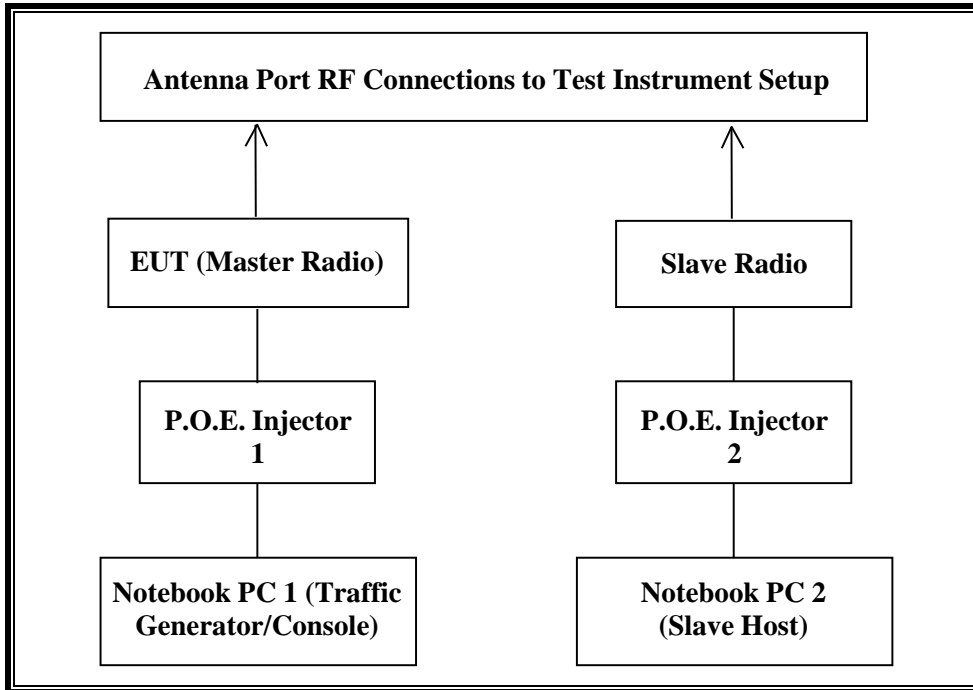 Antenna Port RF Connections to Test Instrument Setup
EUT (Master Radio)
Slave Radio
P.O.E. Injector
1
P.O.E. Injector
2
Notebook PC 1 (Traffic
Generator/Console)
Notebook PC 2
(Slave Host)